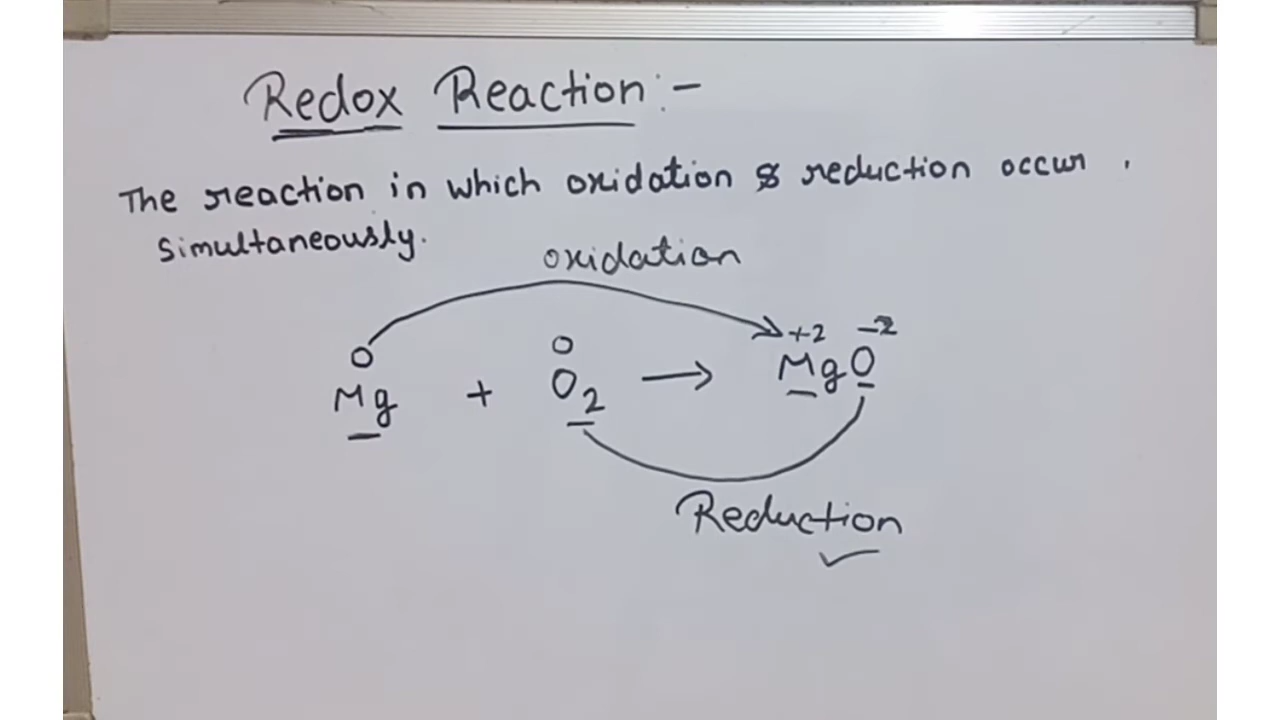 Redox Reaction:-
The reaction in which oxidation & reduction occur.
simultaneously.
oxidation
0 0 +2 -2
Mg + O2 → MgO
Reduction